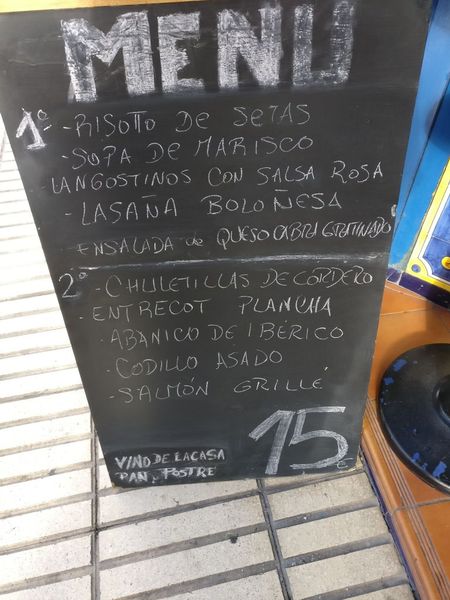 MENU
1º - RISOTTO DE SETAS
- SOPA DE MARISCO
- LANGOSTINOS CON SALSA ROSA
- LASAÑA BOLOÑESA
ENSALADA de QUESO CABRA GRATINADO
2º - CHULETILLAS DE CORDERO
- ENTRECOT PLANCHA
- ABANICO DE IBÉRICO
- CODILLO ASADO
- SALMÓN GRILLÉ
VINO DE LA CASA
PAN, POSTRE
15 €